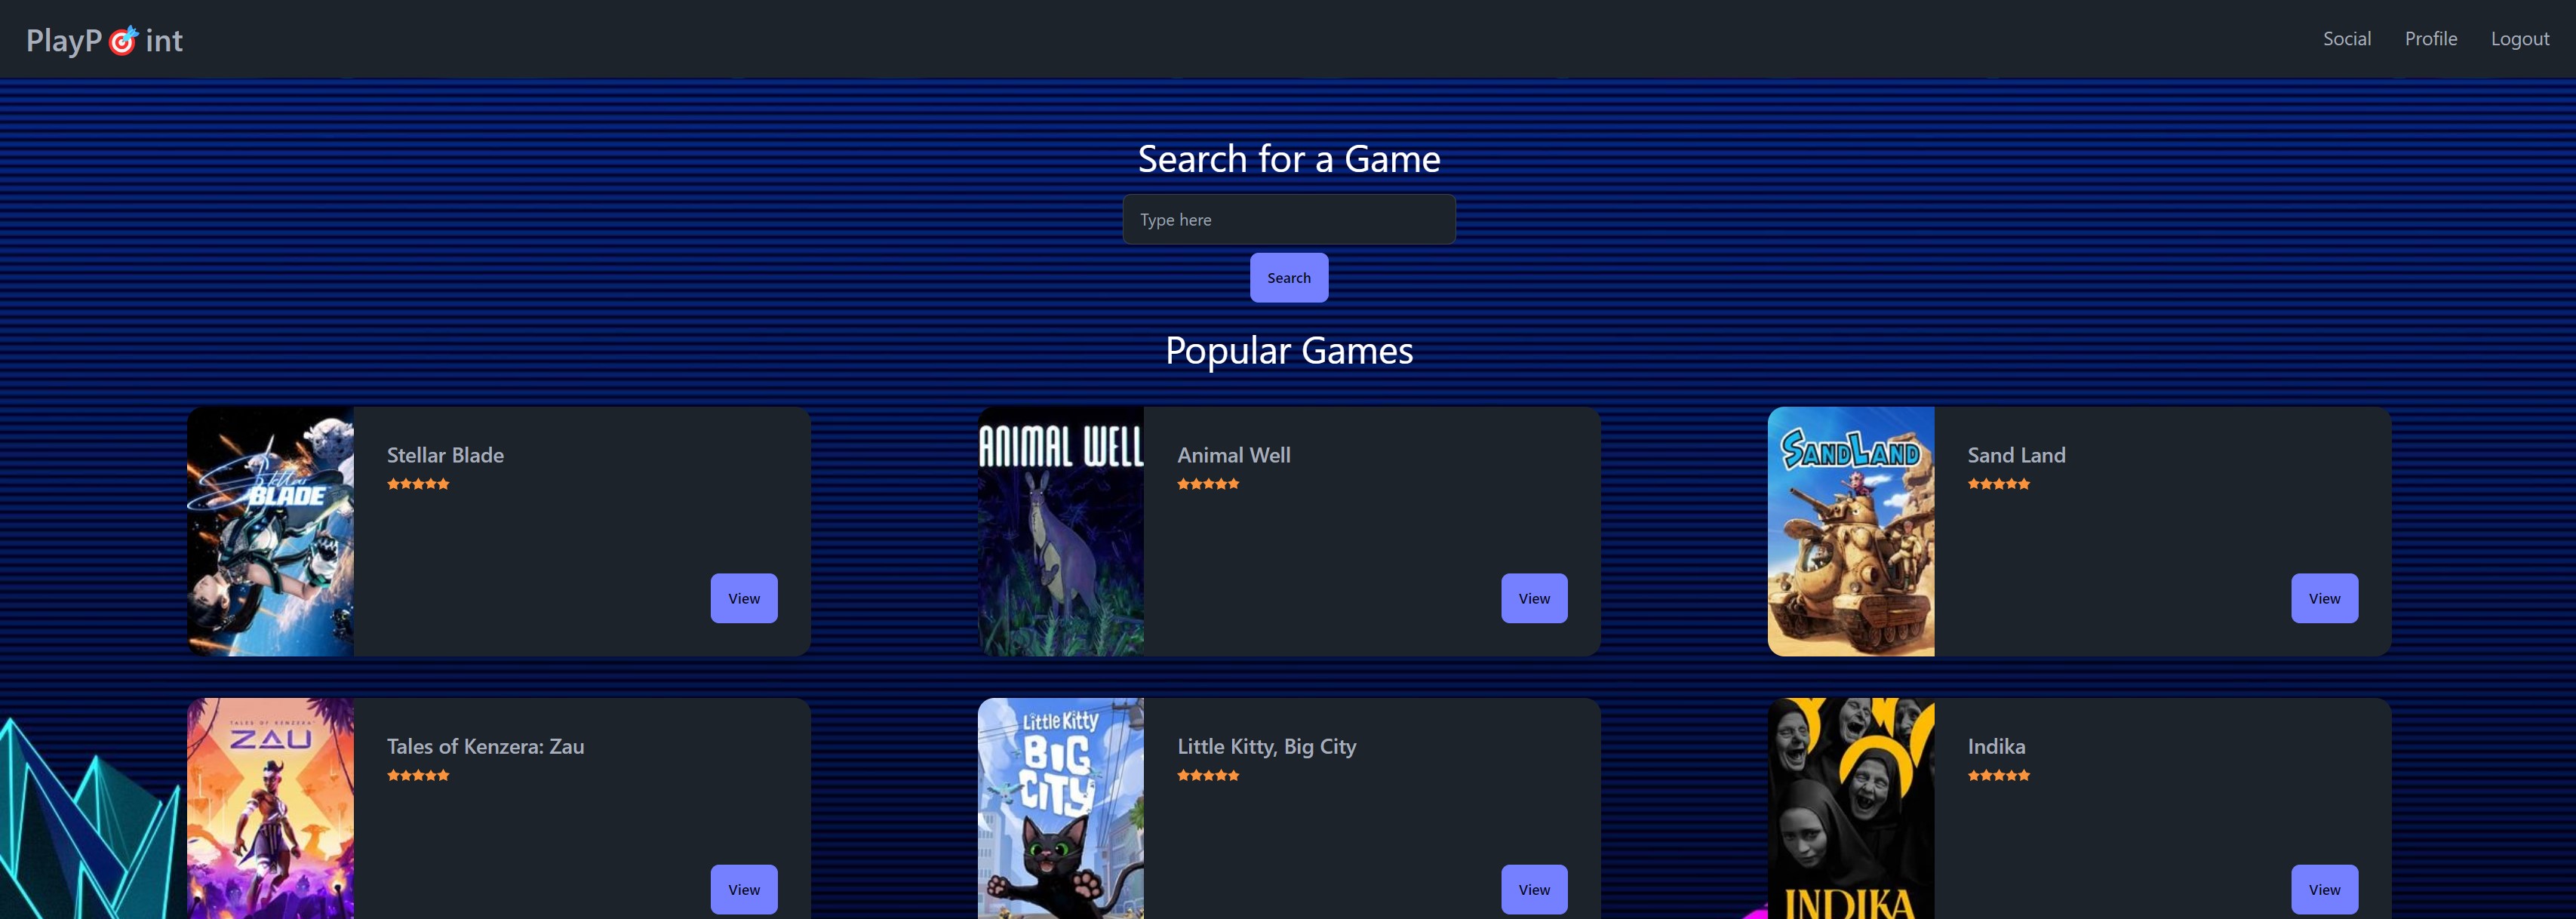 PlayP🎯int
Social Profile Logout
Search for a Game
Type here
Search
Popular Games
Stellar BLADE
Stellar Blade
View
ANIMAL WELL
Animal Well
View
SANDLAND
Sand Land
View
TALES OF KENZERA
ZAU
Tales of Kenzera: Zau
View
Little Kitty
BIG
CITY
Little Kitty, Big City
View
INDIKA
Indika
View